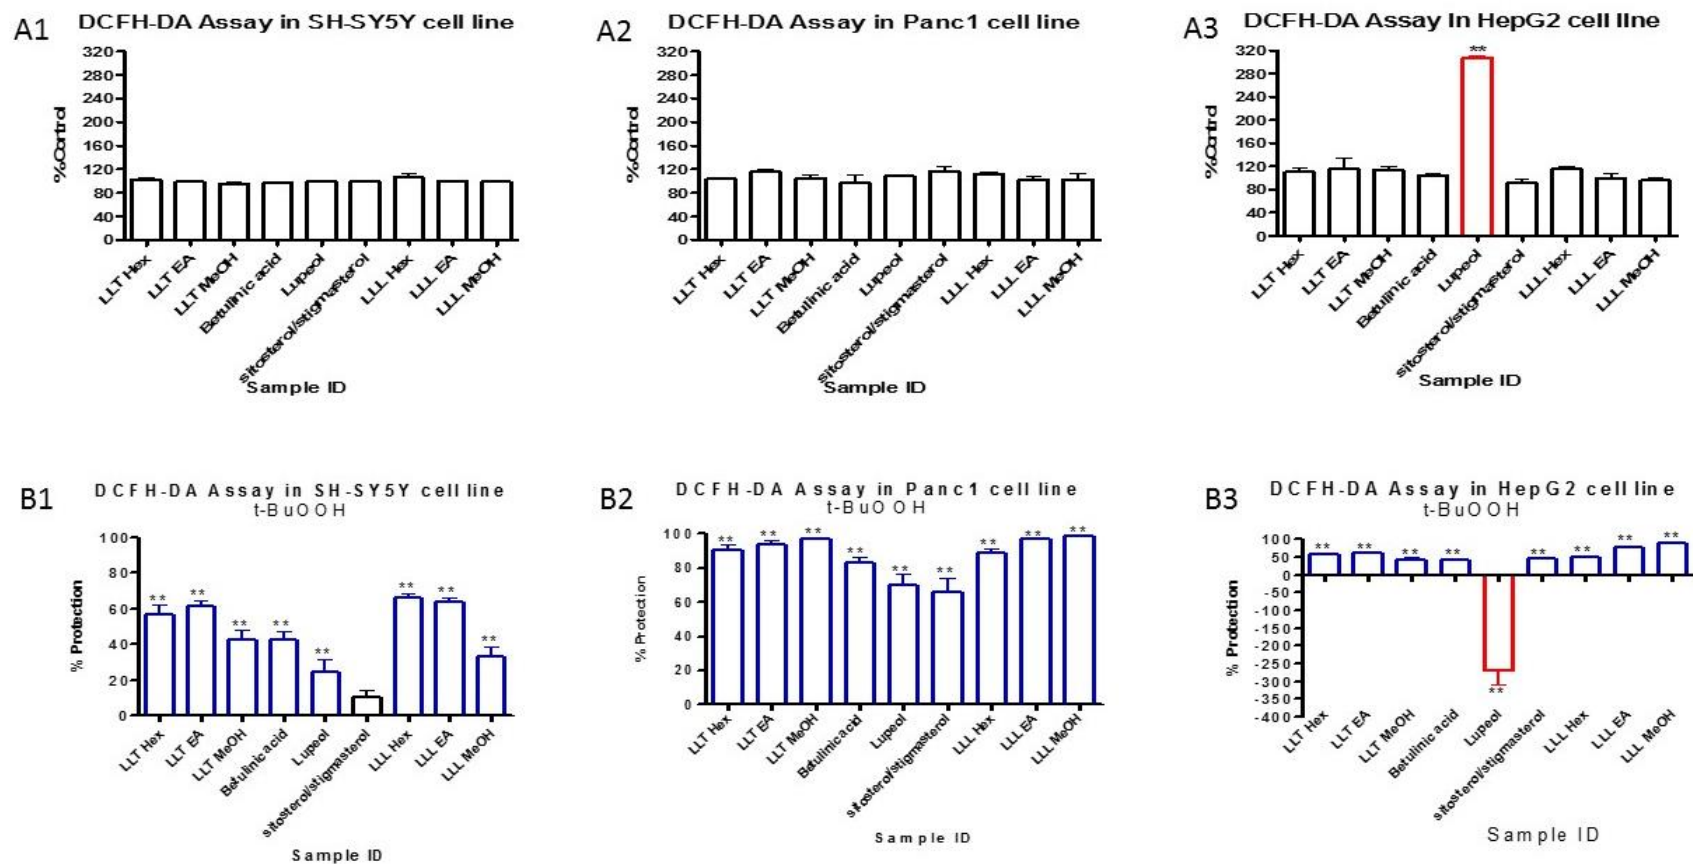 A1
DCFH-DA Assay in SH-SY5Y cell line
%Control
320
280
240
200
160
120
80
40
0
LLT Hex
LLT EA
LLT MeOH
Betulinic acid
Lupeol
sitosterol/stigmasterol
LLL Hex
LLL EA
LLL MeOH
Sample ID
A2
DCFH-DA Assay in Panc1 cell line
%Control
320
280
240
200
160
120
80
40
0
LLT Hex
LLT EA
LLT MeOH
Betulinic acid
Lupeol
sitosterol/stigmasterol
LLL Hex
LLL EA
LLL MeOH
Sample ID
A3
DCFH-DA Assay in HepG2 cell line
%Control
320
280
240
200
160
120
80
40
0
**
LLT Hex
LLT EA
LLT MeOH
Betulinic acid
Lupeol
sitosterol/stigmasterol
LLL Hex
LLL EA
LLL MeOH
Sample ID
B1
DCFH-DA Assay in SH-SY5Y cell line
t-BuOOH
% Protection
100
80
60
40
20
0
** ** ** ** ** ** ** **
LLT Hex
LLT EA
LLT MeOH
Betulinic acid
Lupeol
sitosterol/stigmasterol
LLL Hex
LLL EA
LLL MeOH
Sample ID
B2
DCFH-DA Assay in Panc1 cell line
t-BuOOH
% Protection
100
80
60
40
20
0
** ** ** ** ** ** ** ** **
LLT Hex
LLT EA
LLT MeOH
Betulinic acid
Lupeol
sitosterol/stigmasterol
LLL Hex
LLL EA
LLL MeOH
Sample ID
B3
DCFH-DA Assay in HepG2 cell line
t-BuOOH
% Protection
100
50
0
-50
-100
-150
-200
-250
-300
-350
-400
** ** ** ** ** ** ** ** **
LLT Hex
LLT EA
LLT MeOH
Betulinic acid
Lupeol
sitosterol/stigmasterol
LLL Hex
LLL EA
LLL MeOH
Sample ID